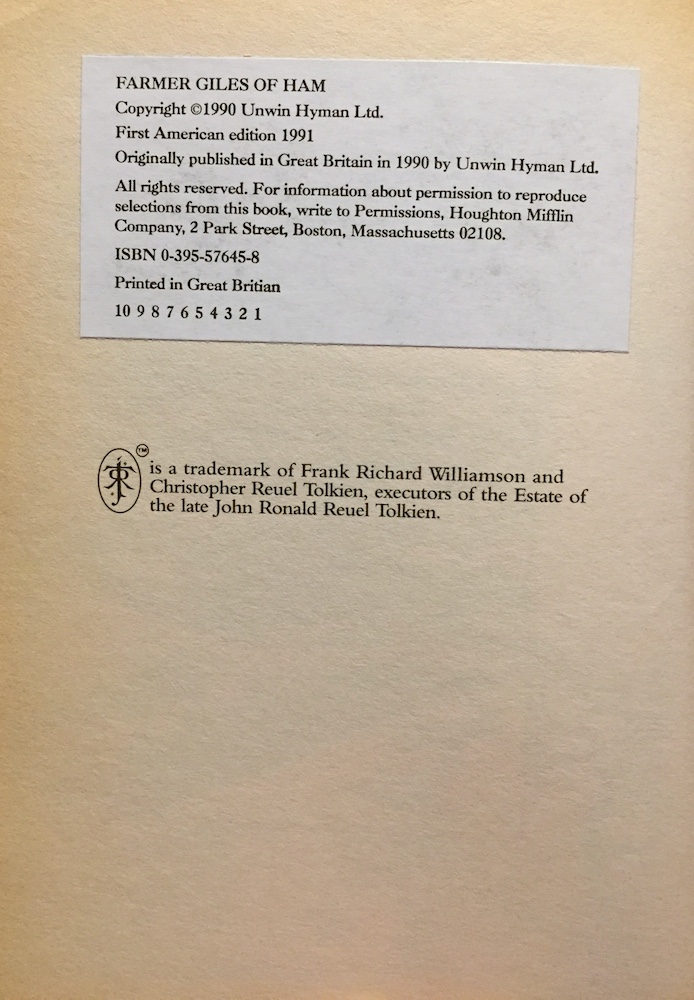 FARMER GILES OF HAM
Copyright ©1990 Unwin Hyman Ltd.
First American edition 1991
Originally published in Great Britain in 1990 by Unwin Hyman Ltd.
All rights reserved. For information about permission to reproduce
selections from this book, write to Permissions, Houghton Mifflin
Company, 2 Park Street, Boston, Massachusetts 02108.
ISBN 0-395-57645-8
Printed in Great Britian
10 9 8 7 6 5 4 3 2 1
TM
is a trademark of Frank Richard Williamson and
Christopher Reuel Tolkien, executors of the Estate of
the late John Ronald Reuel Tolkien.